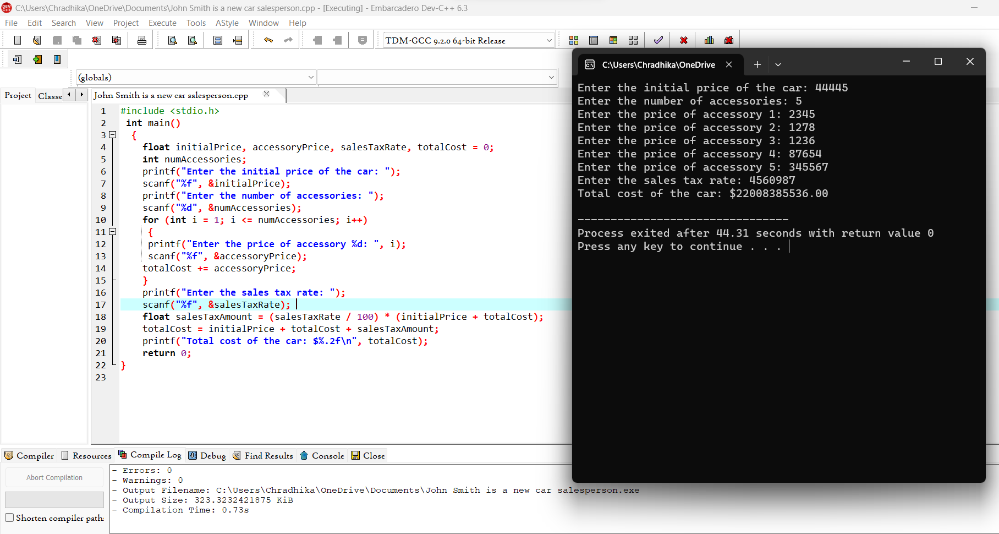 C:\Users\Chradhika\OneDrive\Documents\John Smith is a new car salesperson.cpp - [Executing] - Embarcadero Dev-C++ 6.3
File Edit Search View Project Execute Tools AStyle Window Help
TDM-GCC 9.2.0 64-bit Release
(globals)
Project Classe
John Smith is a new car salesperson.cpp
1 #include <stdio.h>
2 int main()
3 {
4 float initialPrice, accessoryPrice, salesTaxRate, totalCost = 0;
5 int numAccessories;
6 printf("Enter the initial price of the car: ");
7 scanf("%f", &initialPrice);
8 printf("Enter the number of accessories: ");
9 scanf("%d", &numAccessories);
10 for (int i = 1; i <= numAccessories; i++)
11 {
12 printf("Enter the price of accessory %d: ", i);
13 scanf("%f", &accessoryPrice);
14 totalCost += accessoryPrice;
15 }
16 printf("Enter the sales tax rate: ");
17 scanf("%f", &salesTaxRate);
18 float salesTaxAmount = (salesTaxRate / 100) * (initialPrice + totalCost);
19 totalCost = initialPrice + totalCost + salesTaxAmount;
20 printf("Total cost of the car: $%.2f\n", totalCost);
21 return 0;
22 }
23
C:\Users\Chradhika\OneDrive
Enter the initial price of the car: 44445
Enter the number of accessories: 5
Enter the price of accessory 1: 2345
Enter the price of accessory 2: 1278
Enter the price of accessory 3: 1236
Enter the price of accessory 4: 87654
Enter the price of accessory 5: 345567
Enter the sales tax rate: 4560987
Total cost of the car: $22008385536.00
--------------------------------
Process exited after 44.31 seconds with return value 0
Press any key to continue . . .
Compiler Resources Compile Log Debug Find Results Console Close
Abort Compilation
Shorten compiler path
- Errors: 0
- Warnings: 0
- Output Filename: C:\Users\Chradhika\OneDrive\Documents\John Smith is a new car salesperson.exe
- Output Size: 323.3232421875 KiB
- Compilation Time: 0.73s